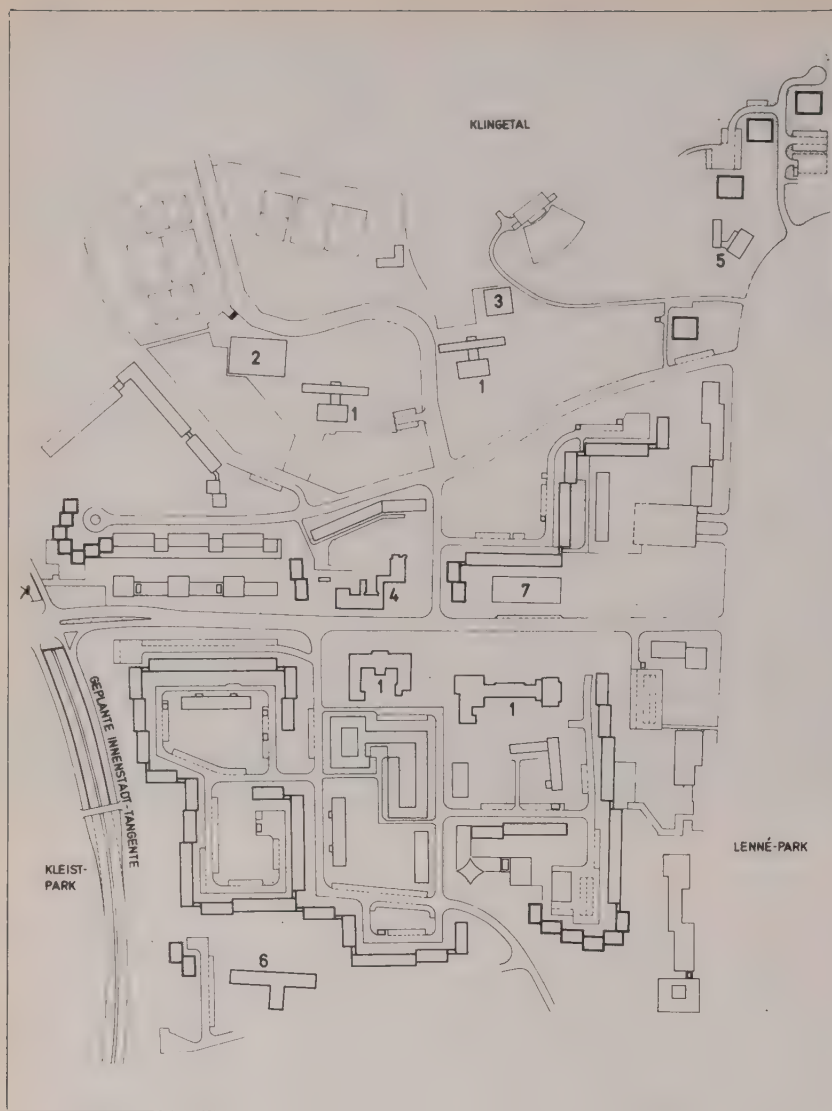 KLINGETAL
5
3
2
1
1
4
7
1
1
GEPLANTE INNENSTADT-TANGENTE
KLEIST-
PARK
LENNÉ-PARK
6